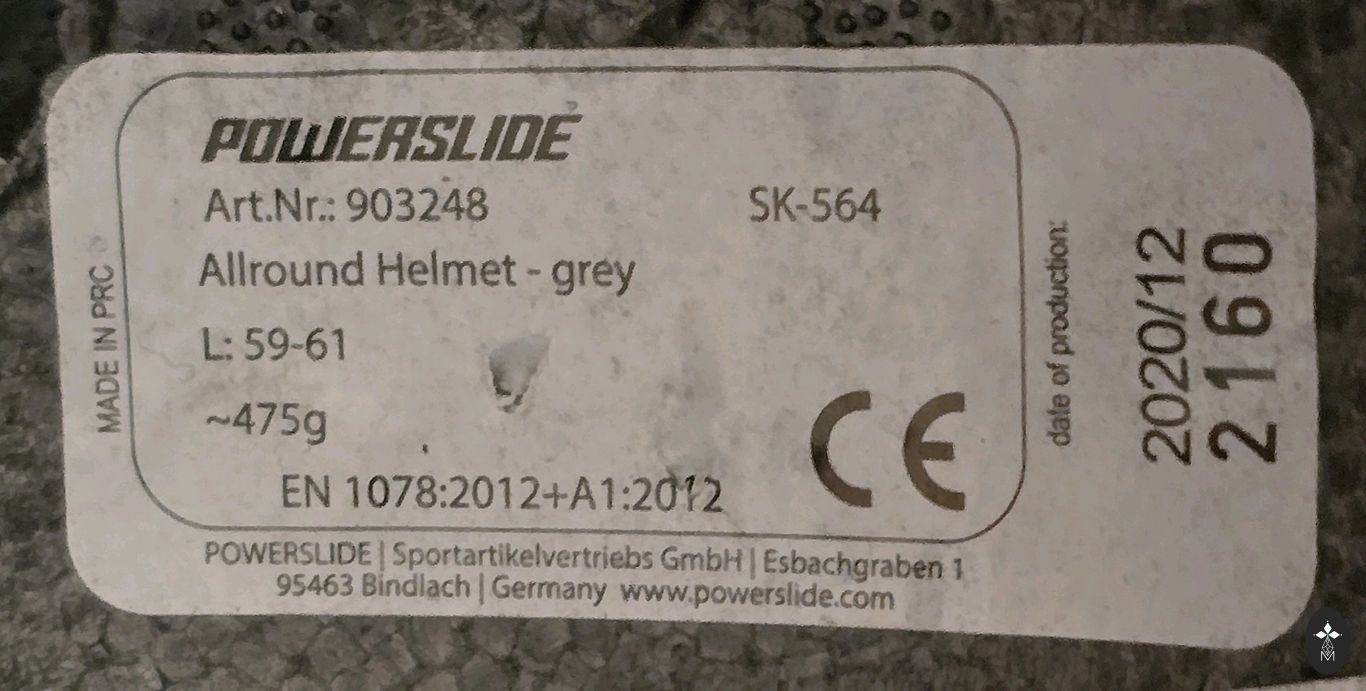 POWERSLIDE
Art.Nr.: 903248 SK-564
Allround Helmet - grey
L: 59-61
~475g
EN 1078:2012+A1:2012
CE
POWERSLIDE | Sportartikelvertriebs GmbH | Esbachgraben 1
95463 Bindlach | Germany www.powerslide.com
MADE IN PRC
date of production:
2020/12
2160
M